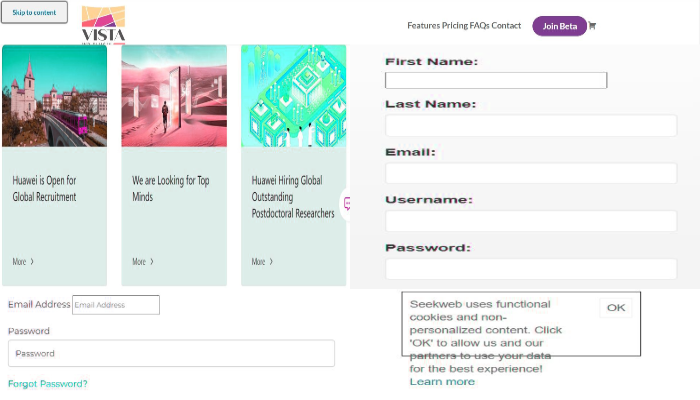 Skip to content
VISTA
Features Pricing FAQs Contact
Join Beta
Huawei is Open for
Global Recruitment
More
We are Looking for Top
Minds
More
Huawei Hiring Global
Outstanding
Postdoctoral Researchers
More
First Name:
Last Name:
Email:
Username:
Password:
Email Address
Email Address
Password
Password
Forgot Password?
Seekweb uses functional
cookies and non-
personalized content. Click
'OK' to allow us and our
partners to use your data
for the best experience!
Learn more
OK